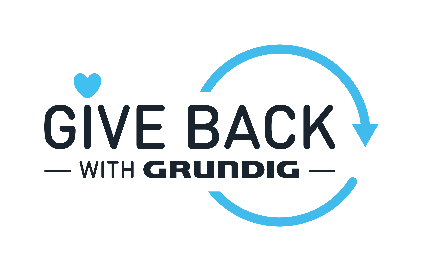 GIVE BACK
— WITH GRUNDIG —